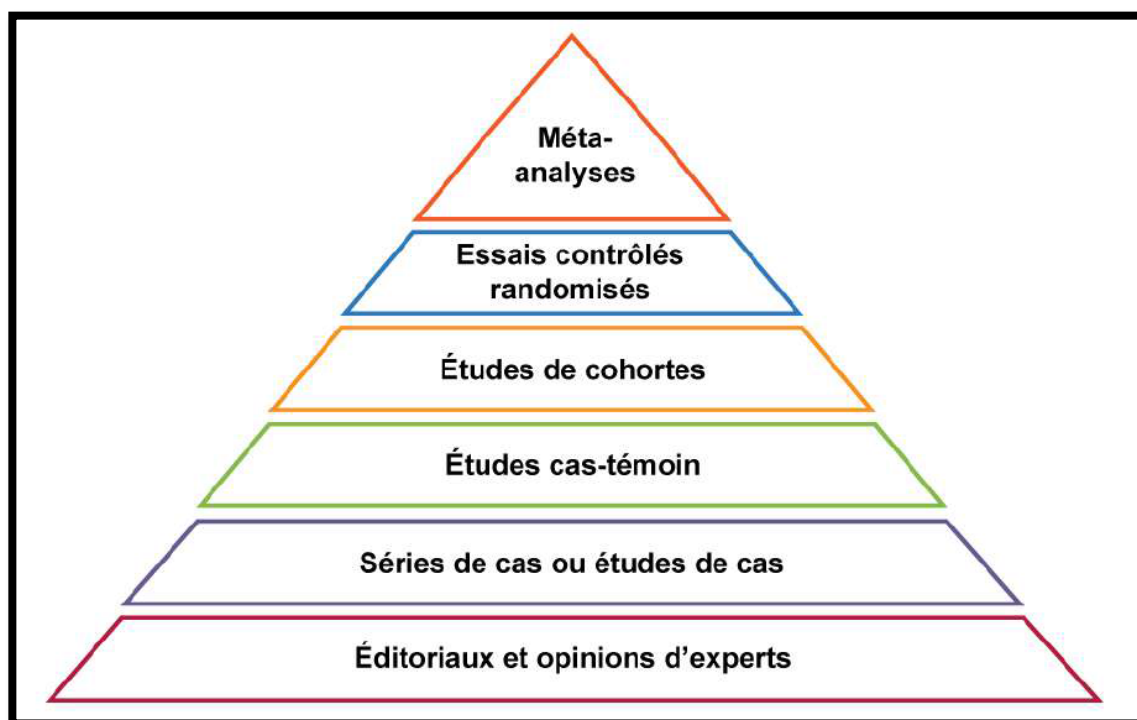 Méta-
analyses
Essais contrôlés
randomisés
Études de cohortes
Études cas-témoin
Séries de cas ou études de cas
Éditoriaux et opinions d’experts